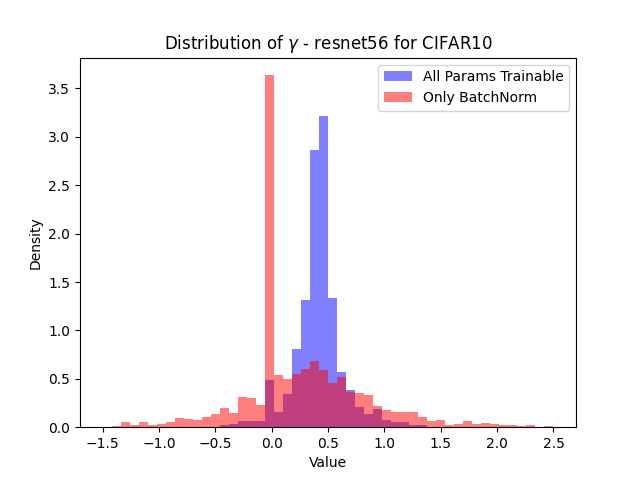 Distribution of γ - resnet56 for CIFAR10
All Params Trainable
Only BatchNorm
Density
3.5
3.0
2.5
2.0
1.5
1.0
0.5
0.0
−1.5 −1.0 −0.5 0.0 0.5 1.0 1.5 2.0 2.5
Value